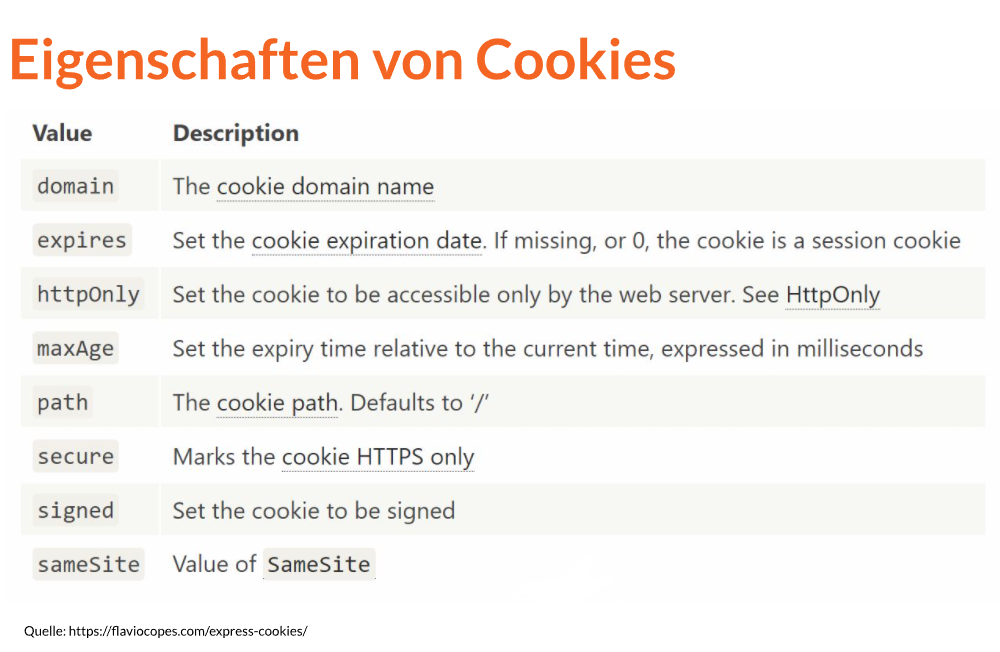 Eigenschaften von Cookies
Value Description
domain The cookie domain name
expires Set the cookie expiration date. If missing, or 0, the cookie is a session cookie
httpOnly Set the cookie to be accessible only by the web server. See HttpOnly
maxAge Set the expiry time relative to the current time, expressed in milliseconds
path The cookie path. Defaults to ‘/’
secure Marks the cookie HTTPS only
signed Set the cookie to be signed
sameSite Value of SameSite
Quelle: https://flaviocopes.com/express-cookies/